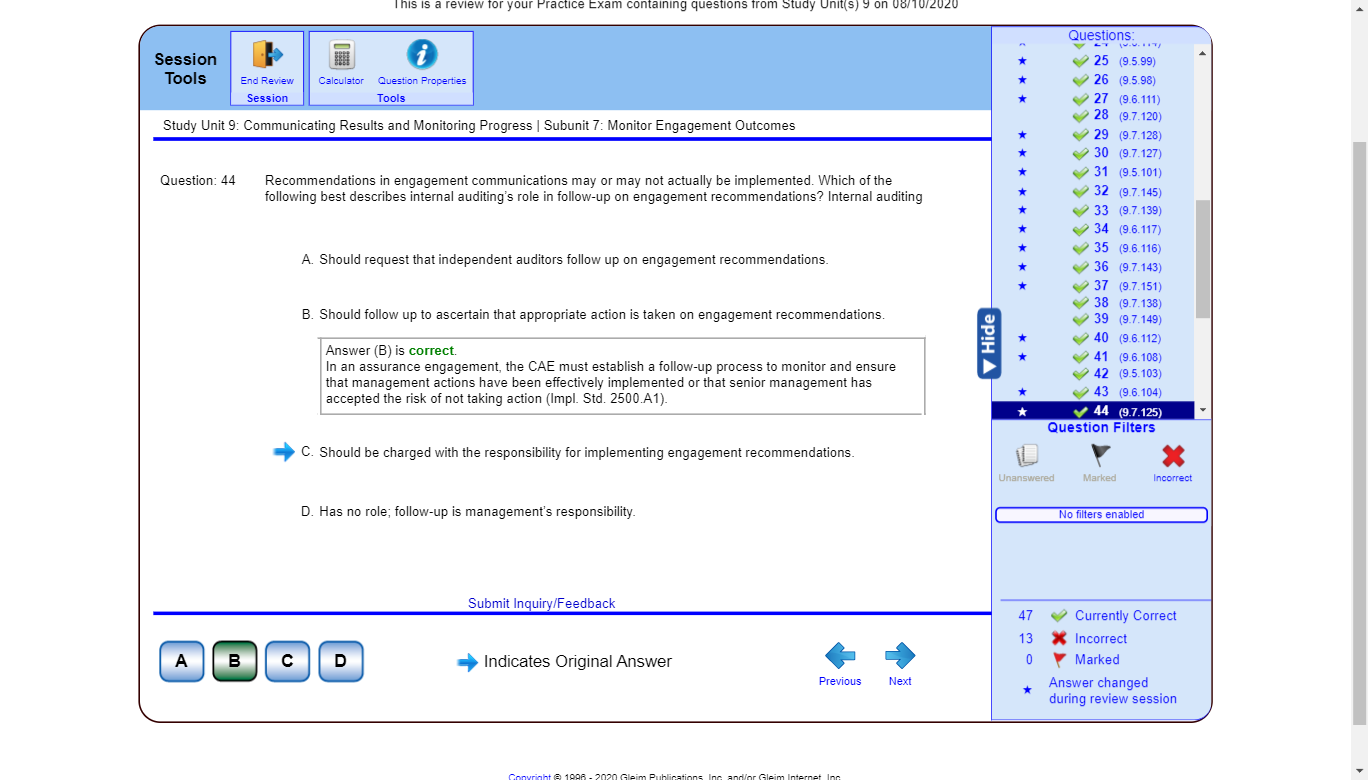 This is a review for your Practice Exam containing questions from Study Unit(s) 9 on 08/10/2020
Session
Tools
End Review
Session
Calculator
Question Properties
Tools
Study Unit 9: Communicating Results and Monitoring Progress | Subunit 7: Monitor Engagement Outcomes
Question: 44
Recommendations in engagement communications may or may not actually be implemented. Which of the
following best describes internal auditing's role in follow-up on engagement recommendations? Internal auditing
A. Should request that independent auditors follow up on engagement recommendations.
B. Should follow up to ascertain that appropriate action is taken on engagement recommendations.
Answer (B) is correct.
In an assurance engagement, the CAE must establish a follow-up process to monitor and ensure
that management actions have been effectively implemented or that senior management has
accepted the risk of not taking action (Impl. Std. 2500.A1).
C. Should be charged with the responsibility for implementing engagement recommendations.
D. Has no role; follow-up is management's responsibility.
Submit Inquiry/Feedback
A B C D
Indicates Original Answer
Previous
Next
Hide
Questions:
25 (9.5.99)
26 (9.5.98)
27 (9.6.111)
28 (9.7.120)
29 (9.7.128)
30 (9.7.127)
31 (9.5.101)
32 (9.7.145)
33 (9.7.139)
34 (9.6.117)
35 (9.6.116)
36 (9.7.143)
37 (9.7.151)
38 (9.7.138)
39 (9.7.149)
40 (9.6.112)
41 (9.6.108)
42 (9.5.103)
43 (9.6.104)
44 (9.7.125)
Question Filters
Unanswered
Marked
Incorrect
No filters enabled
47 Currently Correct
13 Incorrect
0 Marked
Answer changed
during review session
Copyright © 1996 - 2020 Gleim Publications, Inc. and/or Gleim Internet, Inc.